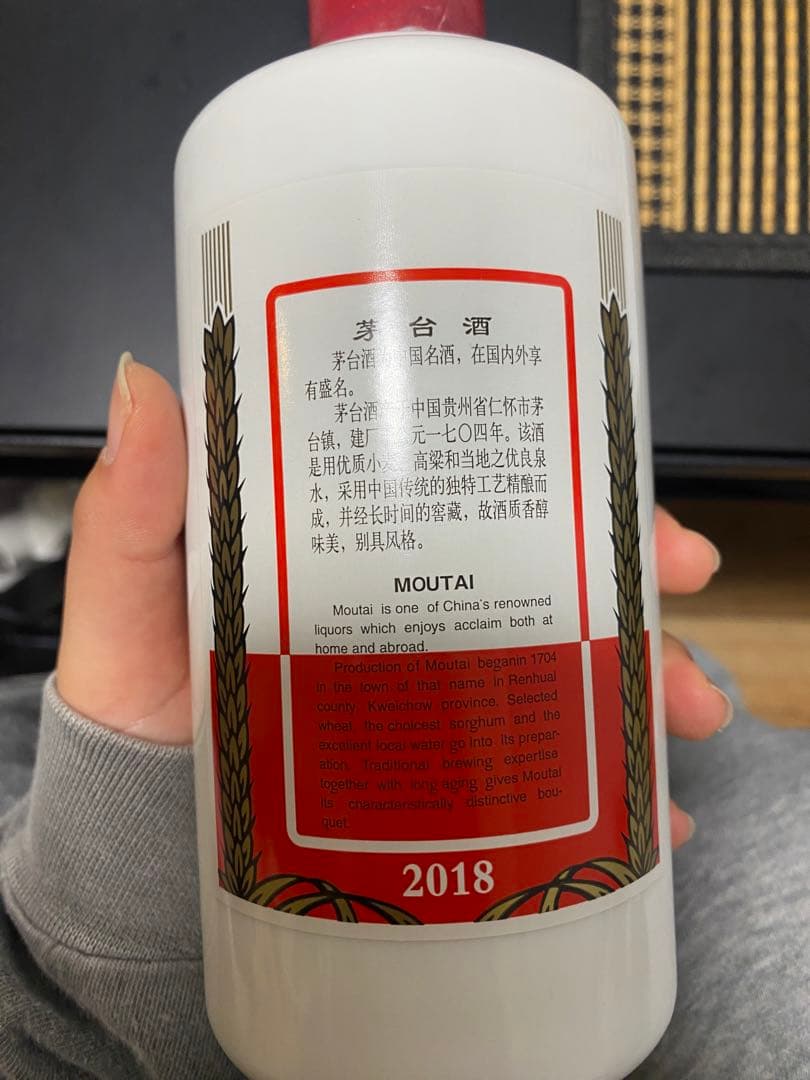 茅台酒
茅台酒 中国名酒，在国内外享
有盛名。
茅台酒 中国贵州省仁怀市茅
台镇，建厂 元一七〇四年。该酒
是用优质小 高粱和当地之优良泉
水，采用中国传统的独特工艺精酿而
成，并经长时间的窖藏，故酒质香醇
味美，别具风格。
MOUTAI
Moutai is one of China's renowned
liquors which enjoys acclaim both at
home and abroad.
Production of Moutai beganin 1704
in the town of that name in Renhuai
county Kweichow province. Selected
wheat, the choicest sorghum and the
excellent local water go into its prepar-
ation. Traditional brewing expertise
together with long aging gives Moutai
its characteristically distinctive bou-
quet.
2018